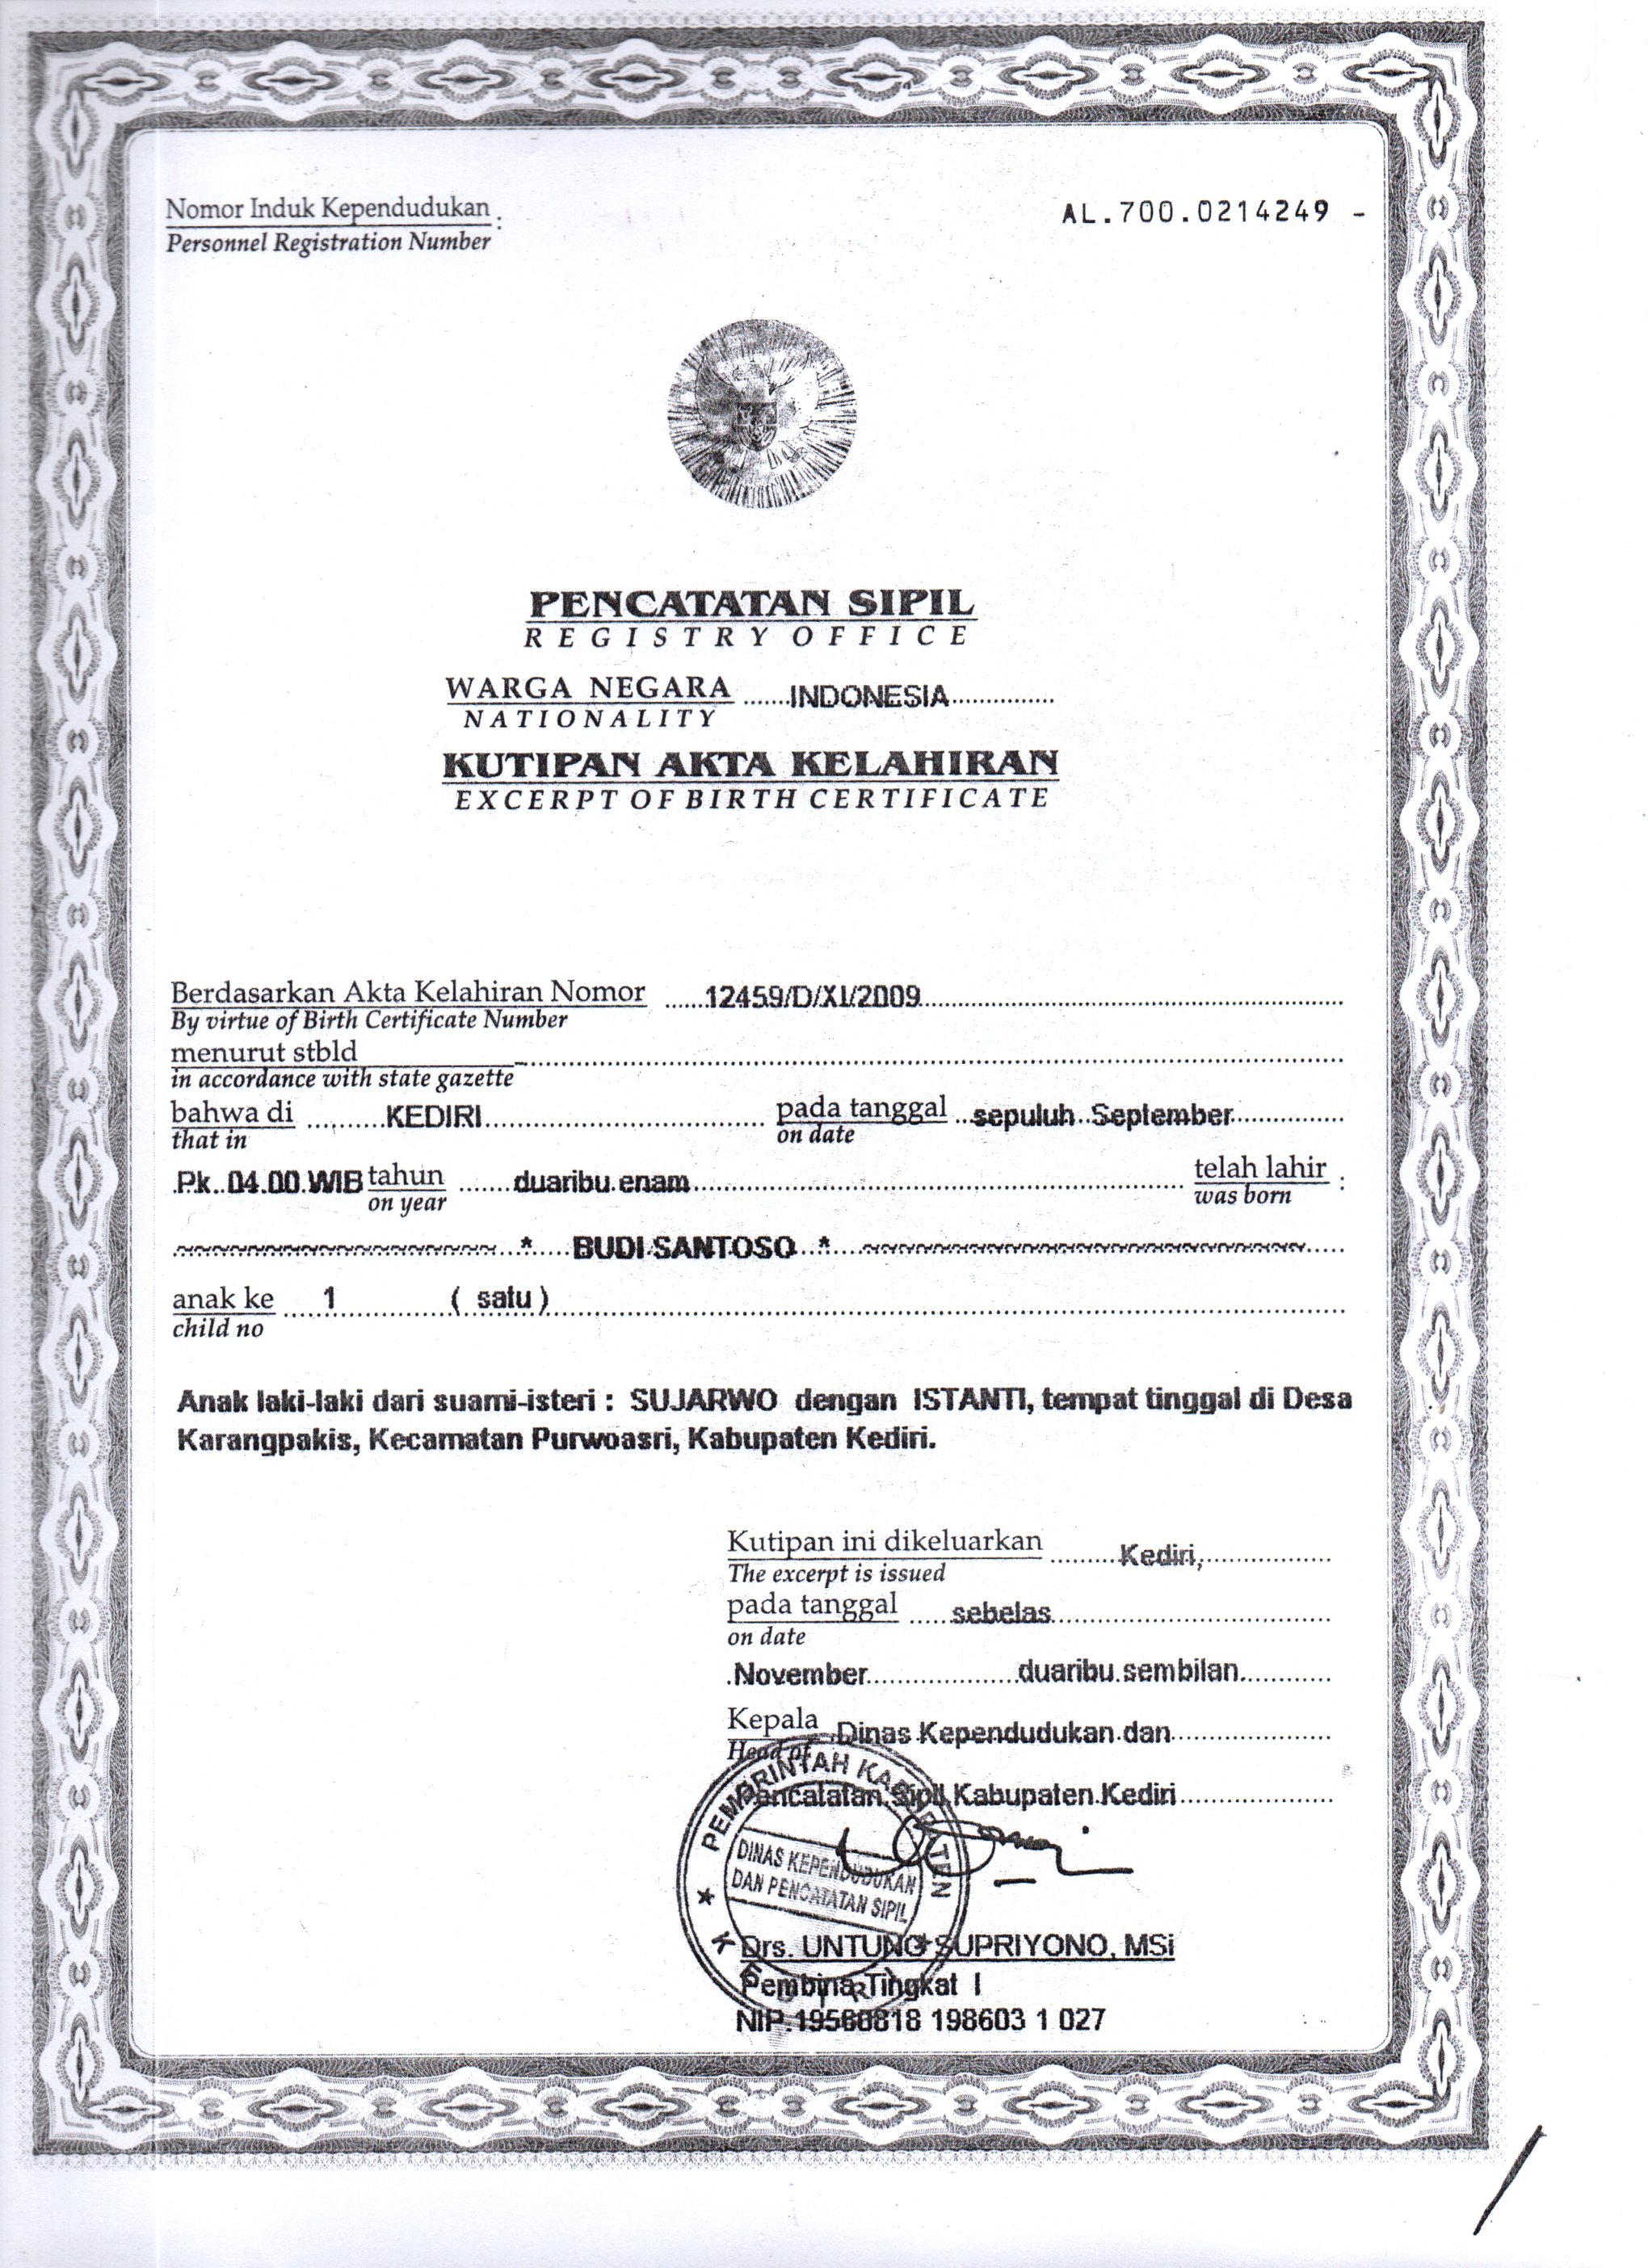 Nomor Induk Kependudukan :
Personnel Registration Number
AL.700.0214249 -
PENCATATAN SIPIL
REGISTRY OFFICE
WARGA NEGARA INDONESIA
NATIONALITY
KUTIPAN AKTA KELAHIRAN
EXCERPT OF BIRTH CERTIFICATE
Berdasarkan Akta Kelahiran Nomor 12459/D/XI/2009
By virtue of Birth Certificate Number
menurut stbld -
in accordance with state gazette
bahwa di KEDIRI pada tanggal sepuluh September
that in on date
Pk. 04.00 WIB tahun duaribu enam telah lahir :
on year was born
* BUDI SANTOSO *
anak ke 1 ( satu )
child no
Anak laki-laki dari suami-isteri : SUJARWO dengan ISTANTI, tempat tinggal di Desa
Karangpakis, Kecamatan Purwoasri, Kabupaten Kediri.
Kutipan ini dikeluarkan Kediri,
The excerpt is issued
pada tanggal sebelas
on date
November duaribu sembilan
Kepala Dinas Kependudukan dan
Head of
Pencatatan Sipil Kabupaten Kediri
PEMERINTAH KABUPATEN
DINAS KEPENDUDUKAN
DAN PENCATATAN SIPIL
KEDIRI
Drs. UNTUNG SUPRIYONO, MSi
Pembina Tingkat I
NIP. 198603 1 027